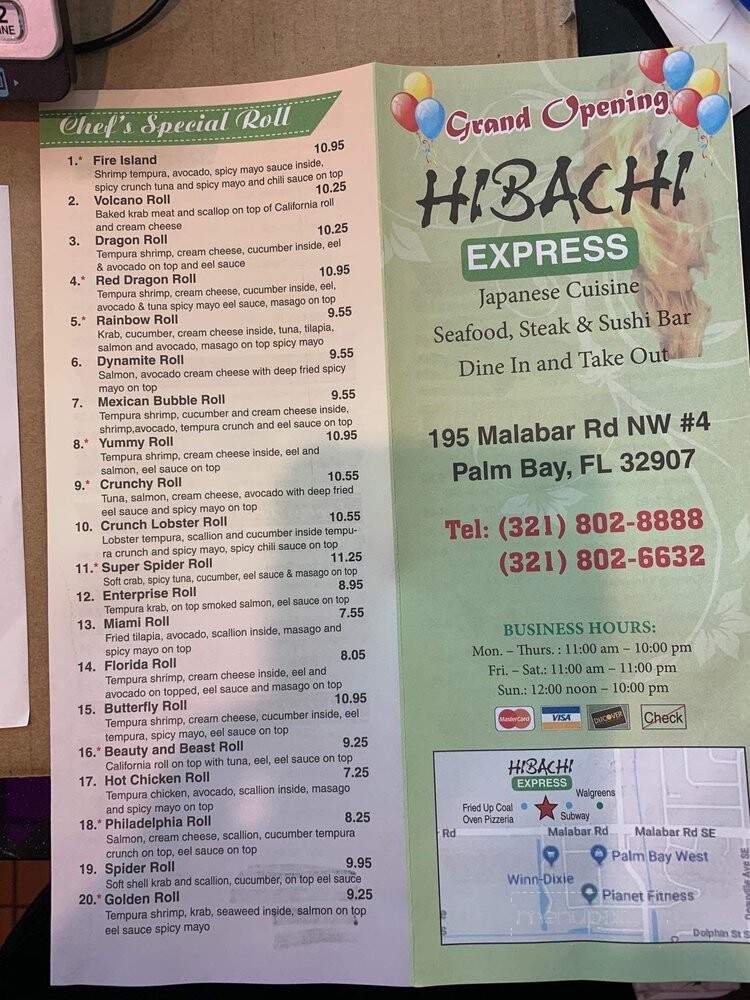 2
INE
Chef's Special Roll
1.* Fire Island 10.95
Shrimp tempura, avocado, spicy mayo sauce inside,
spicy crunch tuna and spicy mayo and chili sauce on top
2. Volcano Roll 10.25
Baked krab meat and scallop on top of California roll
and cream cheese
3. Dragon Roll 10.25
Tempura shrimp, cream cheese, cucumber inside, eel
& avocado on top and eel sauce
4.* Red Dragon Roll 10.95
Tempura shrimp, cream cheese, cucumber inside, eel,
avocado & tuna spicy mayo eel sauce, masago on top
5.* Rainbow Roll 9.55
Krab, cucumber, cream cheese inside, tuna, tilapia,
salmon and avocado, masago on top spicy mayo
6. Dynamite Roll 9.55
Salmon, avocado cream cheese with deep fried spicy
mayo on top
7. Mexican Bubble Roll 9.55
Tempura shrimp, cucumber and cream cheese inside,
shrimp,avocado, tempura crunch and eel sauce on top
8.* Yummy Roll 10.95
Tempura shrimp, cream cheese inside, eel and
salmon, eel sauce on top
9.* Crunchy Roll 10.55
Tuna, salmon, cream cheese, avocado with deep fried
eel sauce and spicy mayo on top
10. Crunch Lobster Roll 10.55
Lobster tempura, scallion and cucumber inside tempu-
ra crunch and spicy mayo, spicy chili sauce on top
11.* Super Spider Roll 11.25
Soft crab, spicy tuna, cucumber, eel sauce & masago on top
12. Enterprise Roll 8.95
Tempura krab, on top smoked salmon, eel sauce on top
13. Miami Roll 7.55
Fried tilapia, avocado, scallion inside, masago and
spicy mayo on top
14. Florida Roll 8.05
Tempura shrimp, cream cheese inside, eel and
avocado on topped, eel sauce and masago on top
15. Butterfly Roll 10.95
Tempura shrimp, cream cheese, cucumber inside, eel
tempura, spicy mayo, eel sauce on top
16.* Beauty and Beast Roll 9.25
California roll on top with tuna, eel, eel sauce on top
17. Hot Chicken Roll 7.25
Tempura chicken, avocado, scallion inside, masago
and spicy mayo on top
18.* Philadelphia Roll 8.25
Salmon, cream cheese, scallion, cucumber tempura
crunch on top, eel sauce on top
19. Spider Roll 9.95
Soft shell krab and scallion, cucumber, on top eel sauce
20.* Golden Roll 9.25
Tempura shrimp, krab, seaweed inside, salmon on top
eel sauce spicy mayo
Grand Opening
HIBACHI
EXPRESS
Japanese Cuisine
Seafood, Steak & Sushi Bar
Dine In and Take Out
195 Malabar Rd NW #4
Palm Bay, FL 32907
Tel: (321) 802-8888
(321) 802-6632
BUSINESS HOURS:
Mon. – Thurs. : 11:00 am – 10:00 pm
Fri. – Sat.: 11:00 am – 11:00 pm
Sun.: 12:00 noon – 10:00 pm
MasterCard VISA DISCOVER Check
HIBACHI
EXPRESS
Walgreens
Fried Up Coal
Oven Pizzeria
Subway
Rd Malabar Rd Malabar Rd SE
Palm Bay West
Winn-Dixie
Planet Fitness
menupix
Dolphin St S